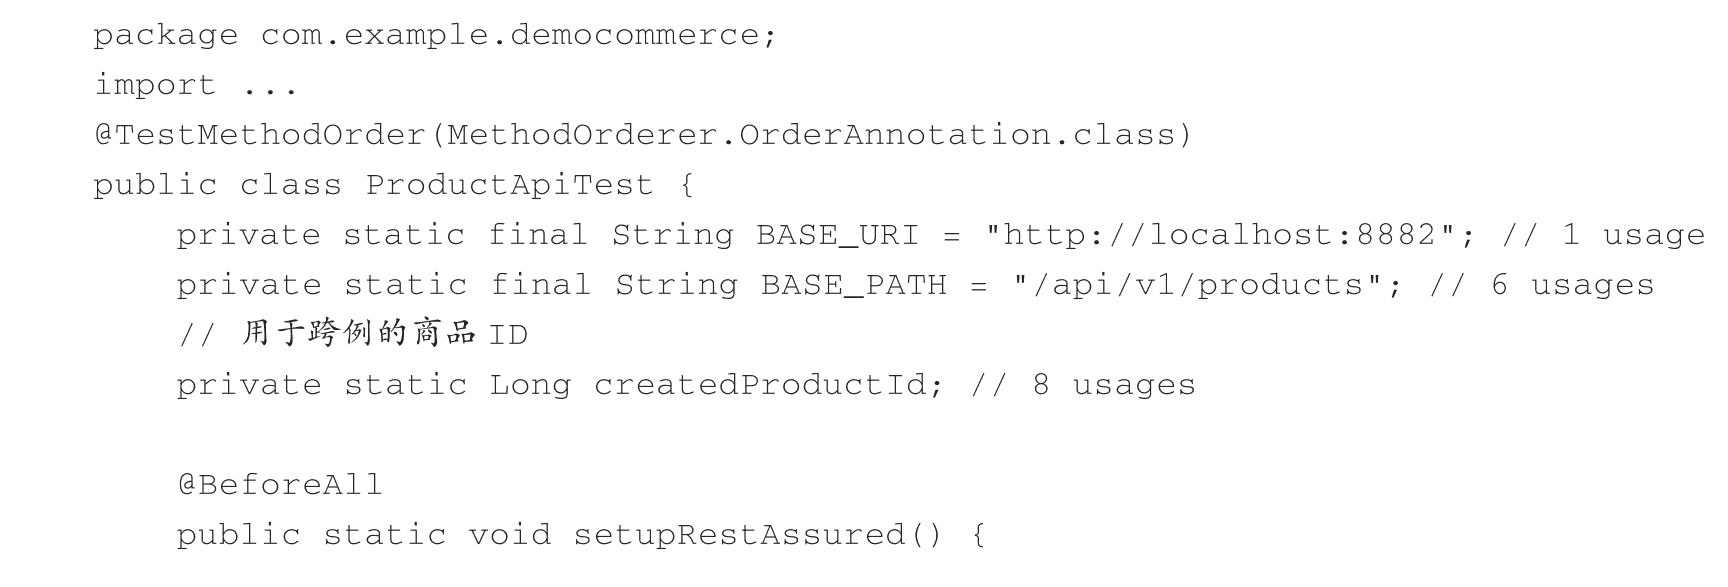 package com.example.democommerce;
import ...
@TestMethodOrder(MethodOrderer.OrderAnnotation.class)
public class ProductApiTest {
    private static final String BASE_URI = "http://localhost:8882"; // 1 usage
    private static final String BASE_PATH = "/api/v1/products"; // 6 usages
    // 用于跨例的商品 ID
    private static Long createdProductId; // 8 usages

    @BeforeAll
    public static void setupRestAssured() {